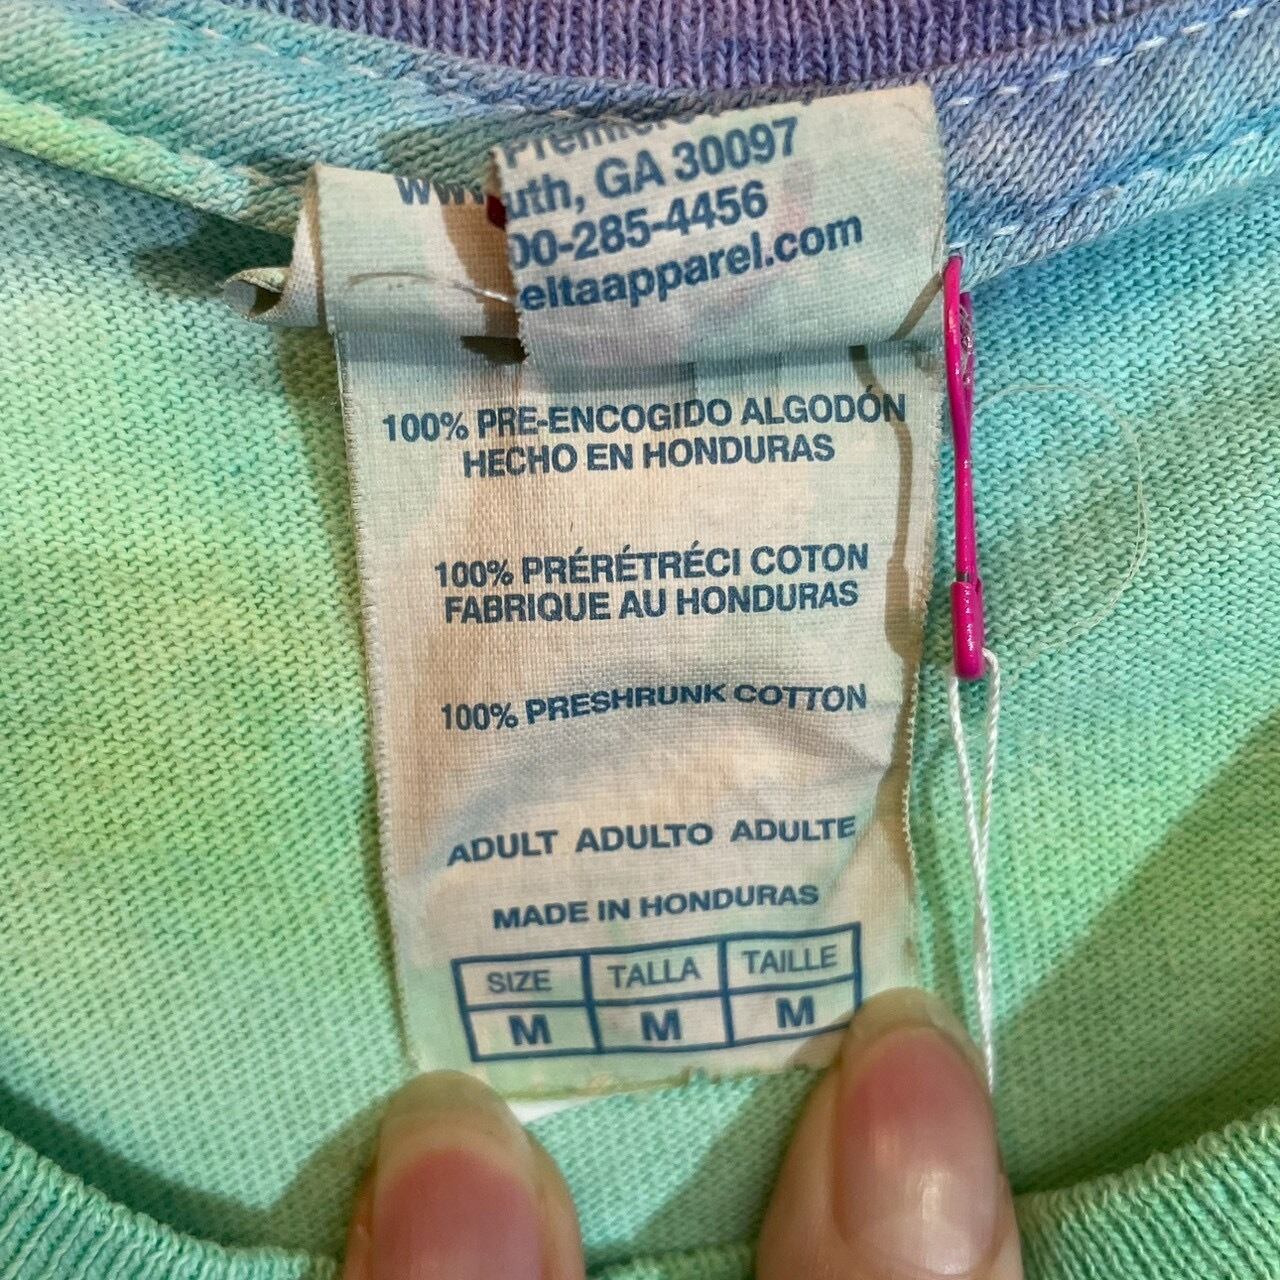 www
uth, GA 30097
00-285-4456
eltaapparel.com
100% PRE-ENCOGIDO ALGODÓN
HECHO EN HONDURAS
100% PRÉRÉTRÉCI COTON
FABRIQUE AU HONDURAS
100% PRESHRUNK COTTON
ADULT ADULTO ADULTE
MADE IN HONDURAS
SIZE TALLA TAILLE
M M M